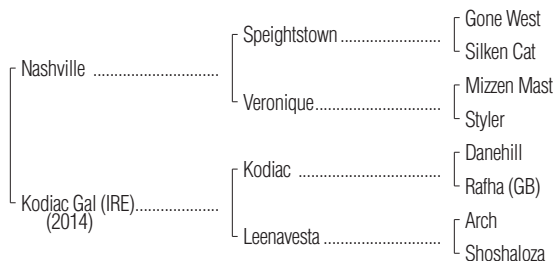 Gone West
Speightstown
Silken Cat
Nashville
Mizzen Mast
Veronique
Styler
Danehill
Kodiac
Rafha (GB)
Kodiac Gal (IRE)
(2014)
Arch
Leenavesta
Shoshaloza